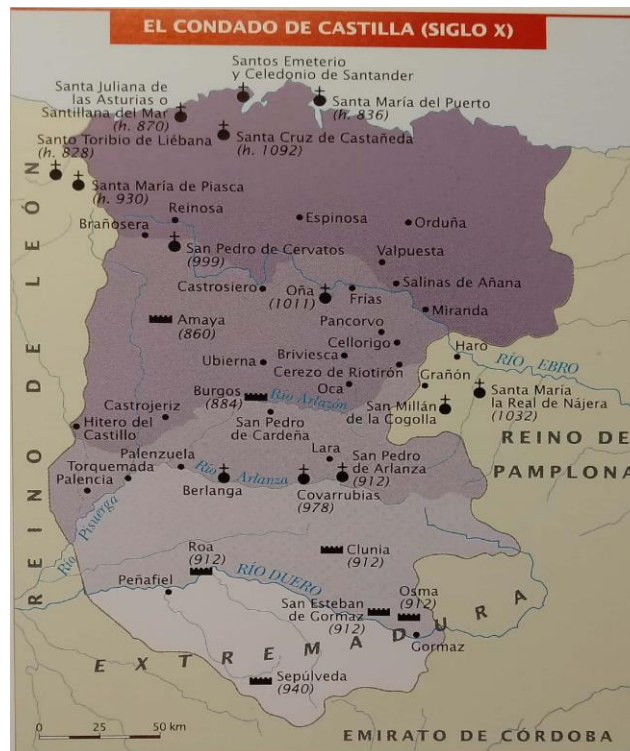 EL CONDADO DE CASTILLA (SIGLO X)
Santos Emeterio
y Celedonio de Santander
Santa Juliana de
las Asturias o
Santillana del Mar
(h. 870)
Santa María del Puerto
(h. 836)
Santo Toribio de Liébana
(h. 828)
Santa Cruz de Castañeda
(h. 1092)
Santa María de Piasca
(h. 930)
Reinosa
Espinosa
Orduña
Brañosera
San Pedro de Cervatos
(999)
Valpuesta
Castrosiero
Oña
(1011)
Frías
Salinas de Añana
Amaya
(860)
Miranda
Pancorvo
Cellorigo
Haro
RÍO EBRO
Ubierna
Briviesca
Cerezo de Riotirón
Grañón
Burgos
(884)
Oca
Río Arlazón
Santa María
la Real de Nájera
(1032)
San Millán
de la Cogolla
Castrojeriz
Hitero del
Castillo
San Pedro
de Cardeña
REINO DE
PAMPLONA
REINO DE LEÓN
Palenzuela
Lara
San Pedro
de Arlanza
(912)
Torquemada
Palencia
Río Arlanza
Berlanga
Covarrubias
(978)
Río Pisuerga
Roa
(912)
Clunia
(912)
RÍO DUERO
Peñafiel
Osma
(912)
San Esteban
de Gormaz
(912)
Gormaz
EXTREMADURA
Sepúlveda
(940)
0 25 50 km
EMIRATO DE CÓRDOBA